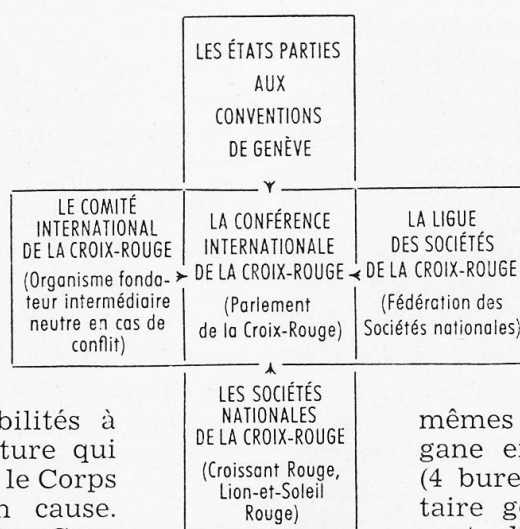 LES ÉTATS PARTIES
AUX
CONVENTIONS
DE GENÈVE
LE COMITÉ
INTERNATIONAL
DE LA CROIX-ROUGE
(Organisme fonda-
teur intermédiaire
neutre en cas de
conflit)
LA CONFÉRENCE
INTERNATIONALE
DE LA CROIX-ROUGE
(Parlement
de la Croix-Rouge)
LA LIGUE
DES SOCIÉTÉS
DE LA CROIX-ROUGE
(Fédération des
Sociétés nationales)
LES SOCIÉTÉS
NATIONALES
DE LA CROIX-ROUGE
(Croissant Rouge,
Lion-et-Soleil
Rouge)
bilités à
ture qui
le Corps
n cause.
mêmes
gane e
(4 bure
taire g